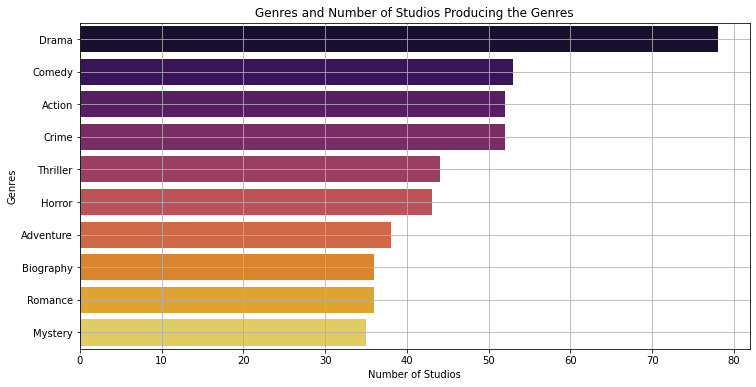 Genres and Number of Studios Producing the Genres
Genres
Drama
Comedy
Action
Crime
Thriller
Horror
Adventure
Biography
Romance
Mystery
0 10 20 30 40 50 60 70 80
Number of Studios